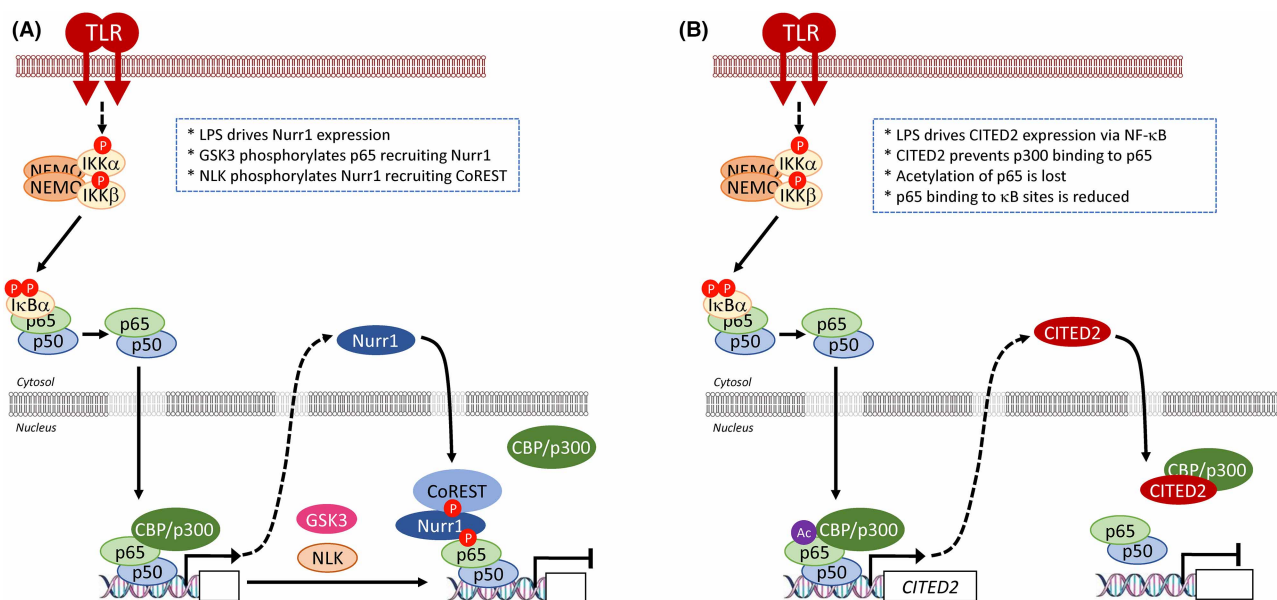 (A)
TLR
* LPS drives Nurr1 expression
* GSK3 phosphorylates p65 recruiting Nurr1
* NLK phosphorylates Nurr1 recruiting CoREST
P
NEMO
IKKα
P
NEMO
IKKβ
P P
IκBα
p65
p50
p65
p50
Nurr1
Cytosol
Nucleus
CBP/p300
CoREST
P
Nurr1
P
p65
p50
GSK3
NLK
CBP/p300
p65
p50
(B)
TLR
* LPS drives CITED2 expression via NF-κB
* CITED2 prevents p300 binding to p65
* Acetylation of p65 is lost
* p65 binding to κB sites is reduced
P
NEMO
IKKα
P
NEMO
IKKβ
P P
IκBα
p65
p50
p65
p50
CITED2
Cytosol
Nucleus
CBP/p300
CITED2
Ac
CBP/p300
p65
p50
CITED2
p65
p50